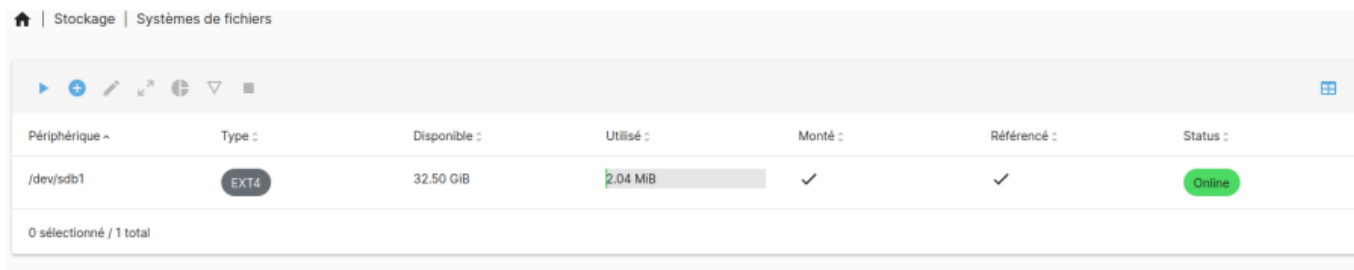 Stockage | Systèmes de fichiers
Périphérique Type Disponible Utilisé Monté Référencé Status
/dev/sdb1 EXT4 32.50 GiB 2.04 MiB Online
0 sélectionné / 1 total